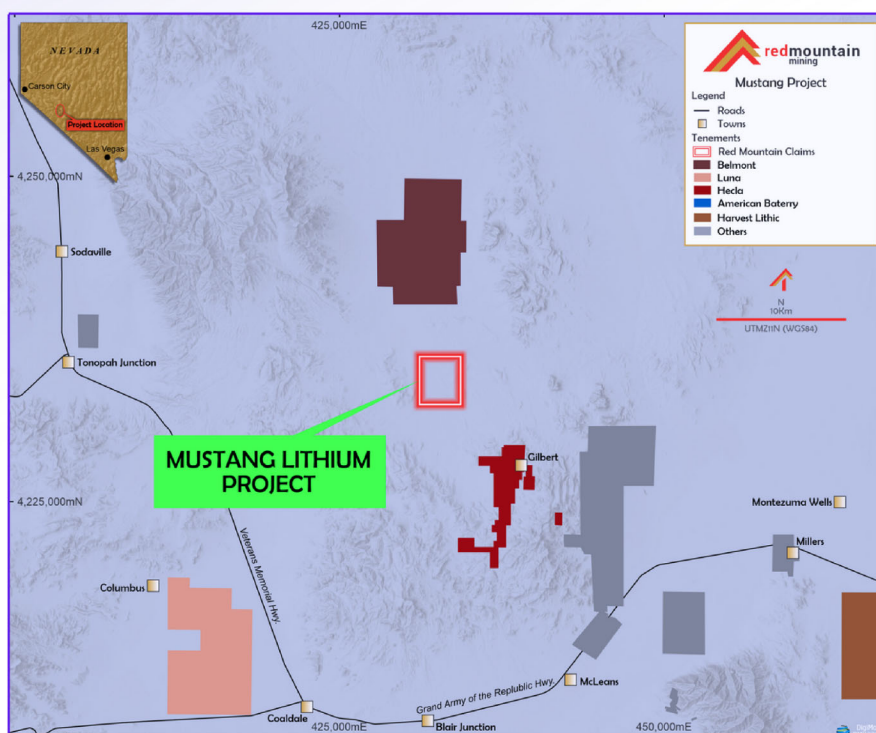 425,000mE
NEVADA
Carson City
Project Location
Las Vegas
redmountain
mining
Mustang Project
Legend
Roads
Towns
Tenements
Red Mountain Claims
Belmont
Luna
Hecla
American Baterry
Harvest Lithic
Others
4,250,000mN
Sodaville
N
10Km
UTMZ11N (WGS84)
Tonopah Junction
MUSTANG LITHIUM
PROJECT
Gilbert
4,225,000mN
Montezuma Wells
Veterans Memorial Hwy.
Millers
Columbus
McLeans
Grand Army of the Replublic Hwy.
Coaldale
425,000mE
Blair Junction
450,000mE